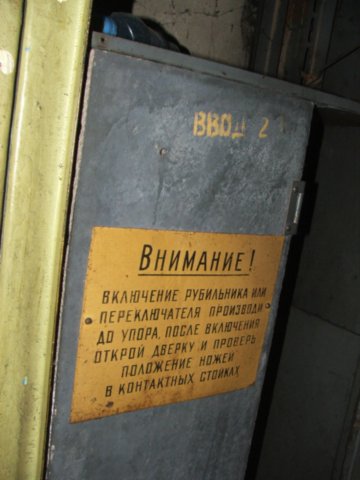 ВВОД 2
ВНИМАНИЕ!
ВКЛЮЧЕНИЕ РУБИЛЬНИКА ИЛИ
ПЕРЕКЛЮЧАТЕЛЯ ПРОИЗВОДИ
ДО УПОРА, ПОСЛЕ ВКЛЮЧЕНИЯ
ОТКРОЙ ДВЕРКУ И ПРОВЕРЬ
ПОЛОЖЕНИЕ НОЖЕЙ
В КОНТАКТНЫХ СТОЙКАХ